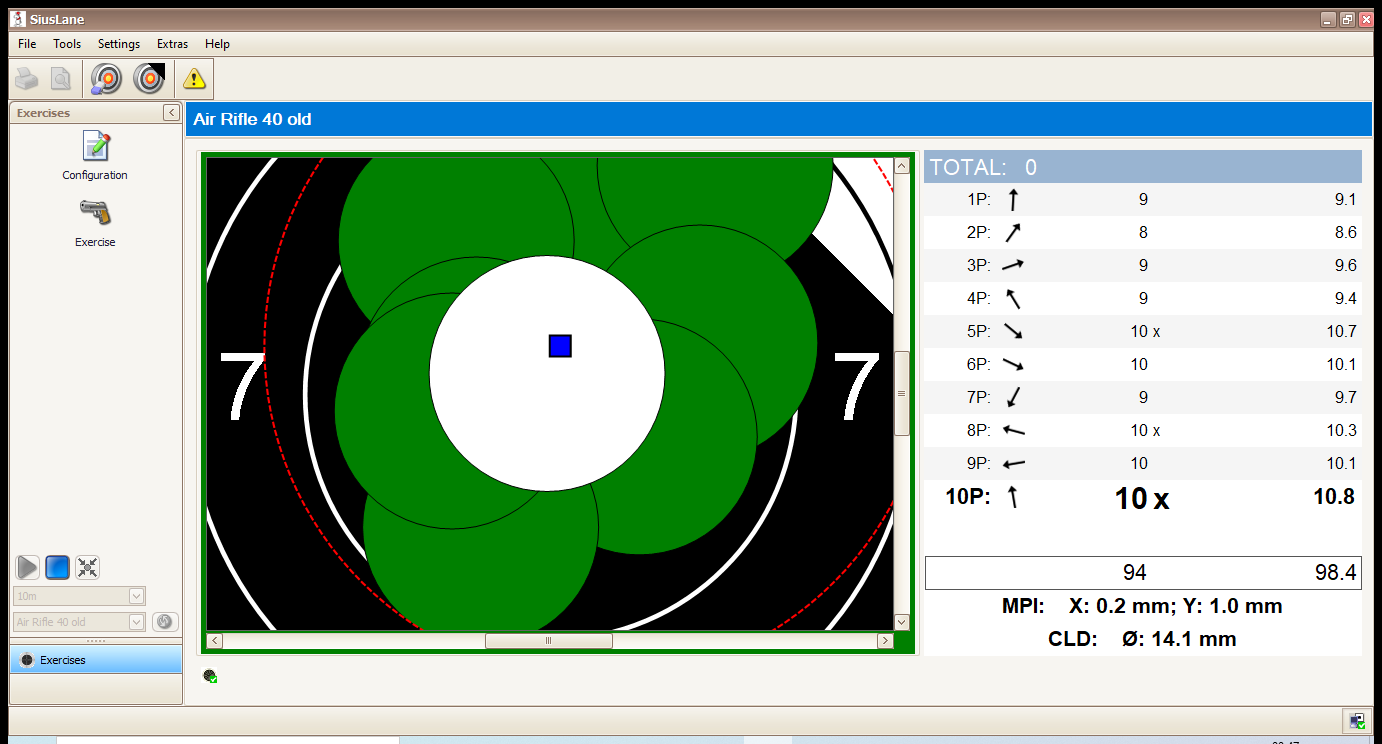 SiusLane
File Tools Settings Extras Help
Exercises
Configuration
Exercise
10m
Air Rifle 40 old
Exercises
Air Rifle 40 old
7 7
TOTAL: 0
1P: 9 9.1
2P: 8 8.6
3P: 9 9.6
4P: 9 9.4
5P: 10 x 10.7
6P: 10 10.1
7P: 9 9.7
8P: 10 x 10.3
9P: 10 10.1
10P: 10 x 10.8
94 98.4
MPI: X: 0.2 mm; Y: 1.0 mm
CLD: Ø: 14.1 mm